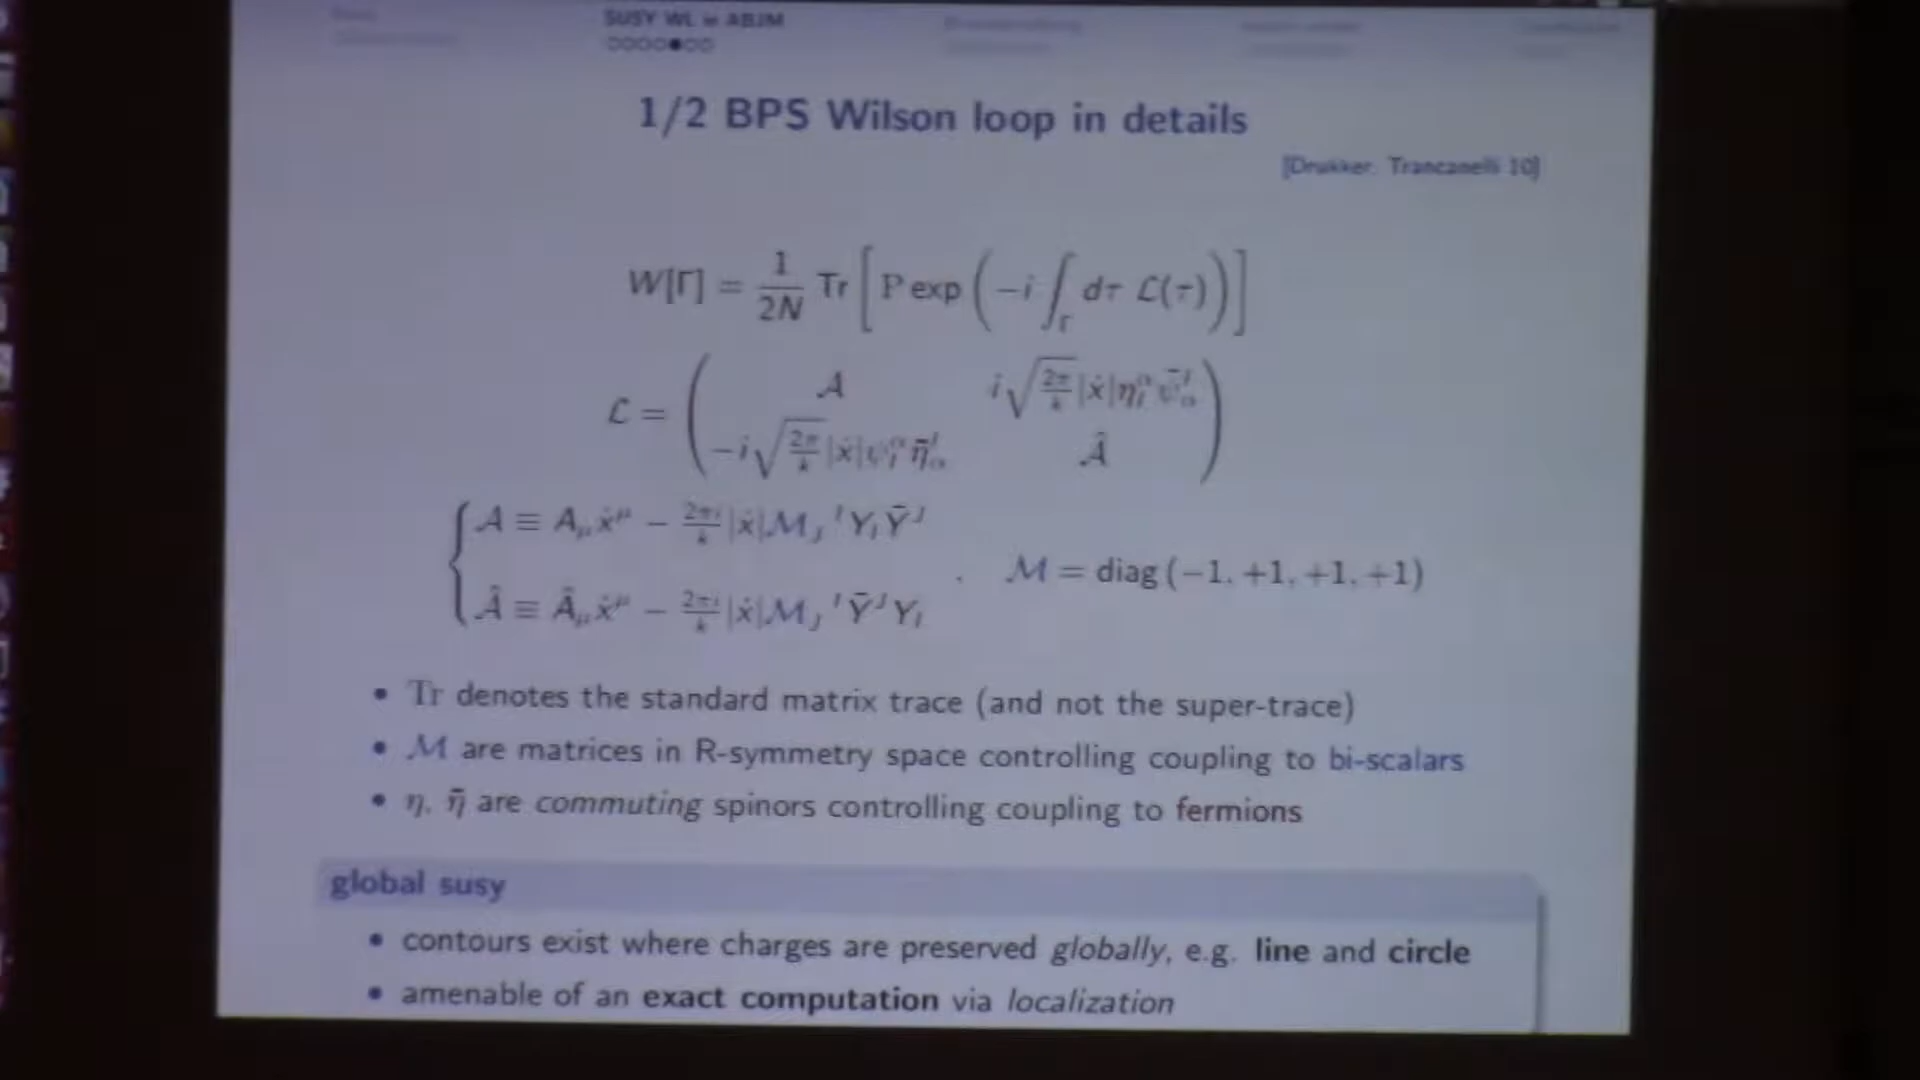 SUSY WL in ABJM
1/2 BPS Wilson loop in details
[Drukker, Trancanelli 10]
W[Γ] = 1/2N Tr [ P exp ( −i ∫_Γ dτ L(τ) ) ]
L = ( A   i√(2π/k) |ẋ| η_I^α ψ̄_α^I
−i√(2π/k) |ẋ| ψ_I^α η̄_α^I   Â )
A ≡ A_μ ẋ^μ − 2πi/k |ẋ| M_J^I Y_I Ȳ^J
, M = diag (−1, +1, +1, +1)
 ≡ Â_μ ẋ^μ − 2πi/k |ẋ| M_J^I Ȳ^J Y_I
• Tr denotes the standard matrix trace (and not the super-trace)
• M are matrices in R-symmetry space controlling coupling to bi-scalars
• η, η̄ are commuting spinors controlling coupling to fermions
global susy
• contours exist where charges are preserved globally, e.g. line and circle
• amenable of an exact computation via localization